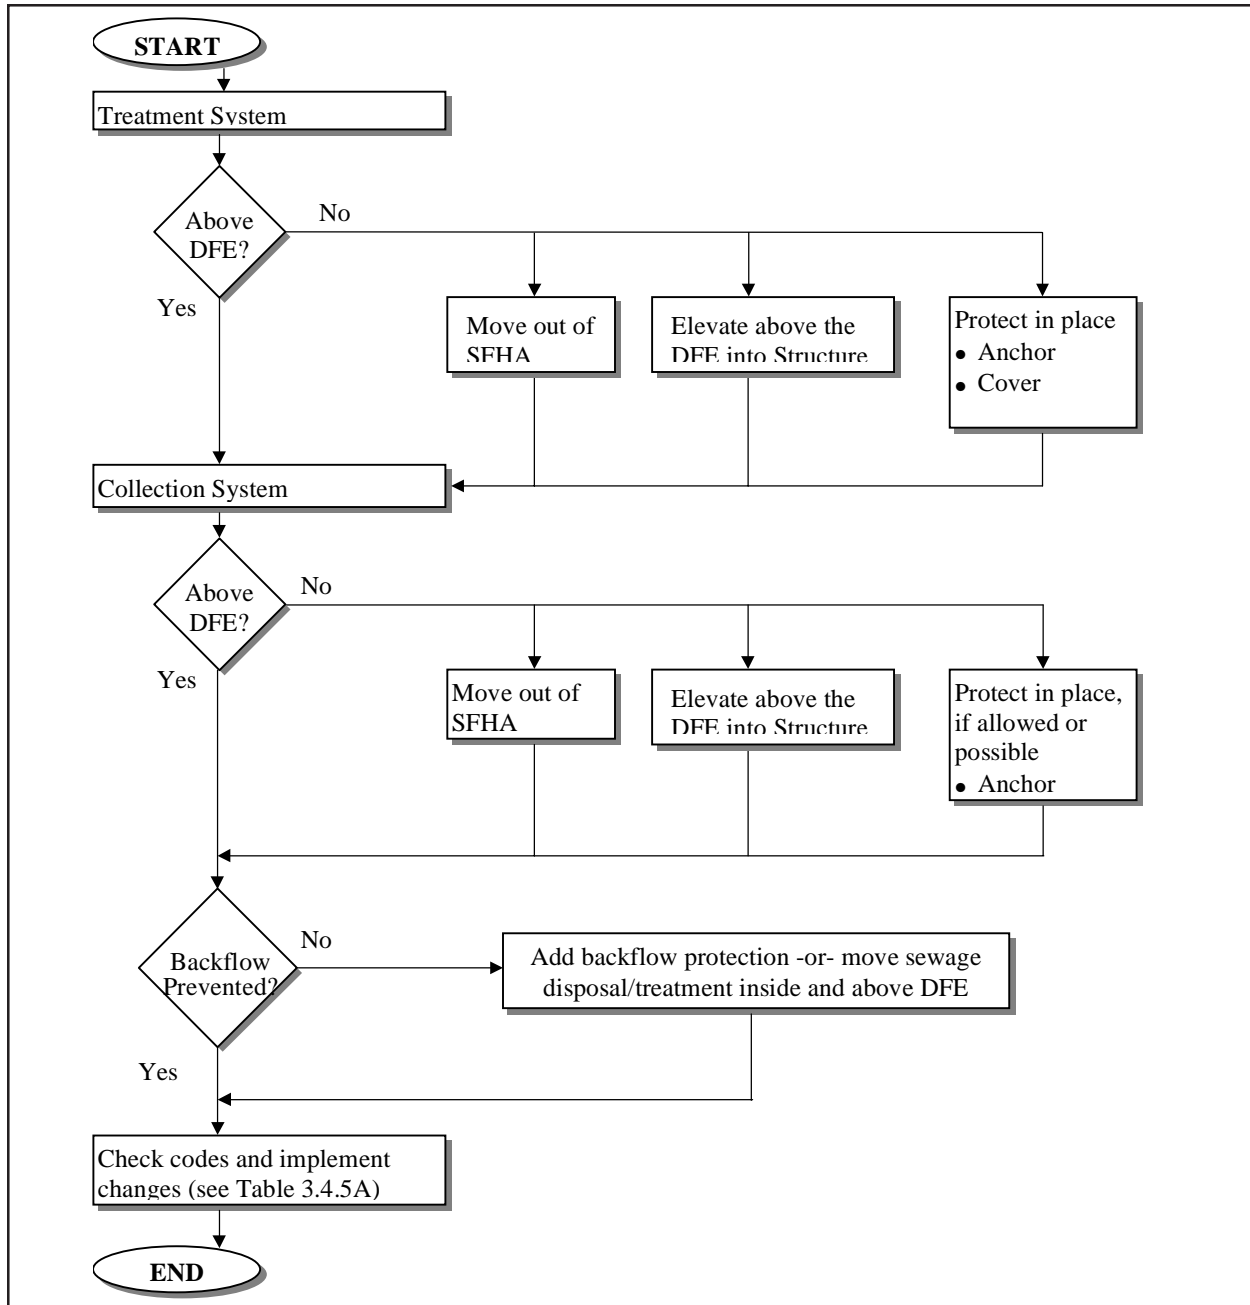 START
Treatment System
Above
DFE?
No
Yes
Move out of
SFHA
Elevate above the
DFE into Structure
Protect in place
• Anchor
• Cover
Collection System
Above
DFE?
No
Yes
Move out of
SFHA
Elevate above the
DFE into Structure
Protect in place,
if allowed or
possible
• Anchor
Backflow
Prevented?
No
Yes
Add backflow protection -or- move sewage
disposal/treatment inside and above DFE
Check codes and implement
changes (see Table 3.4.5A)
END